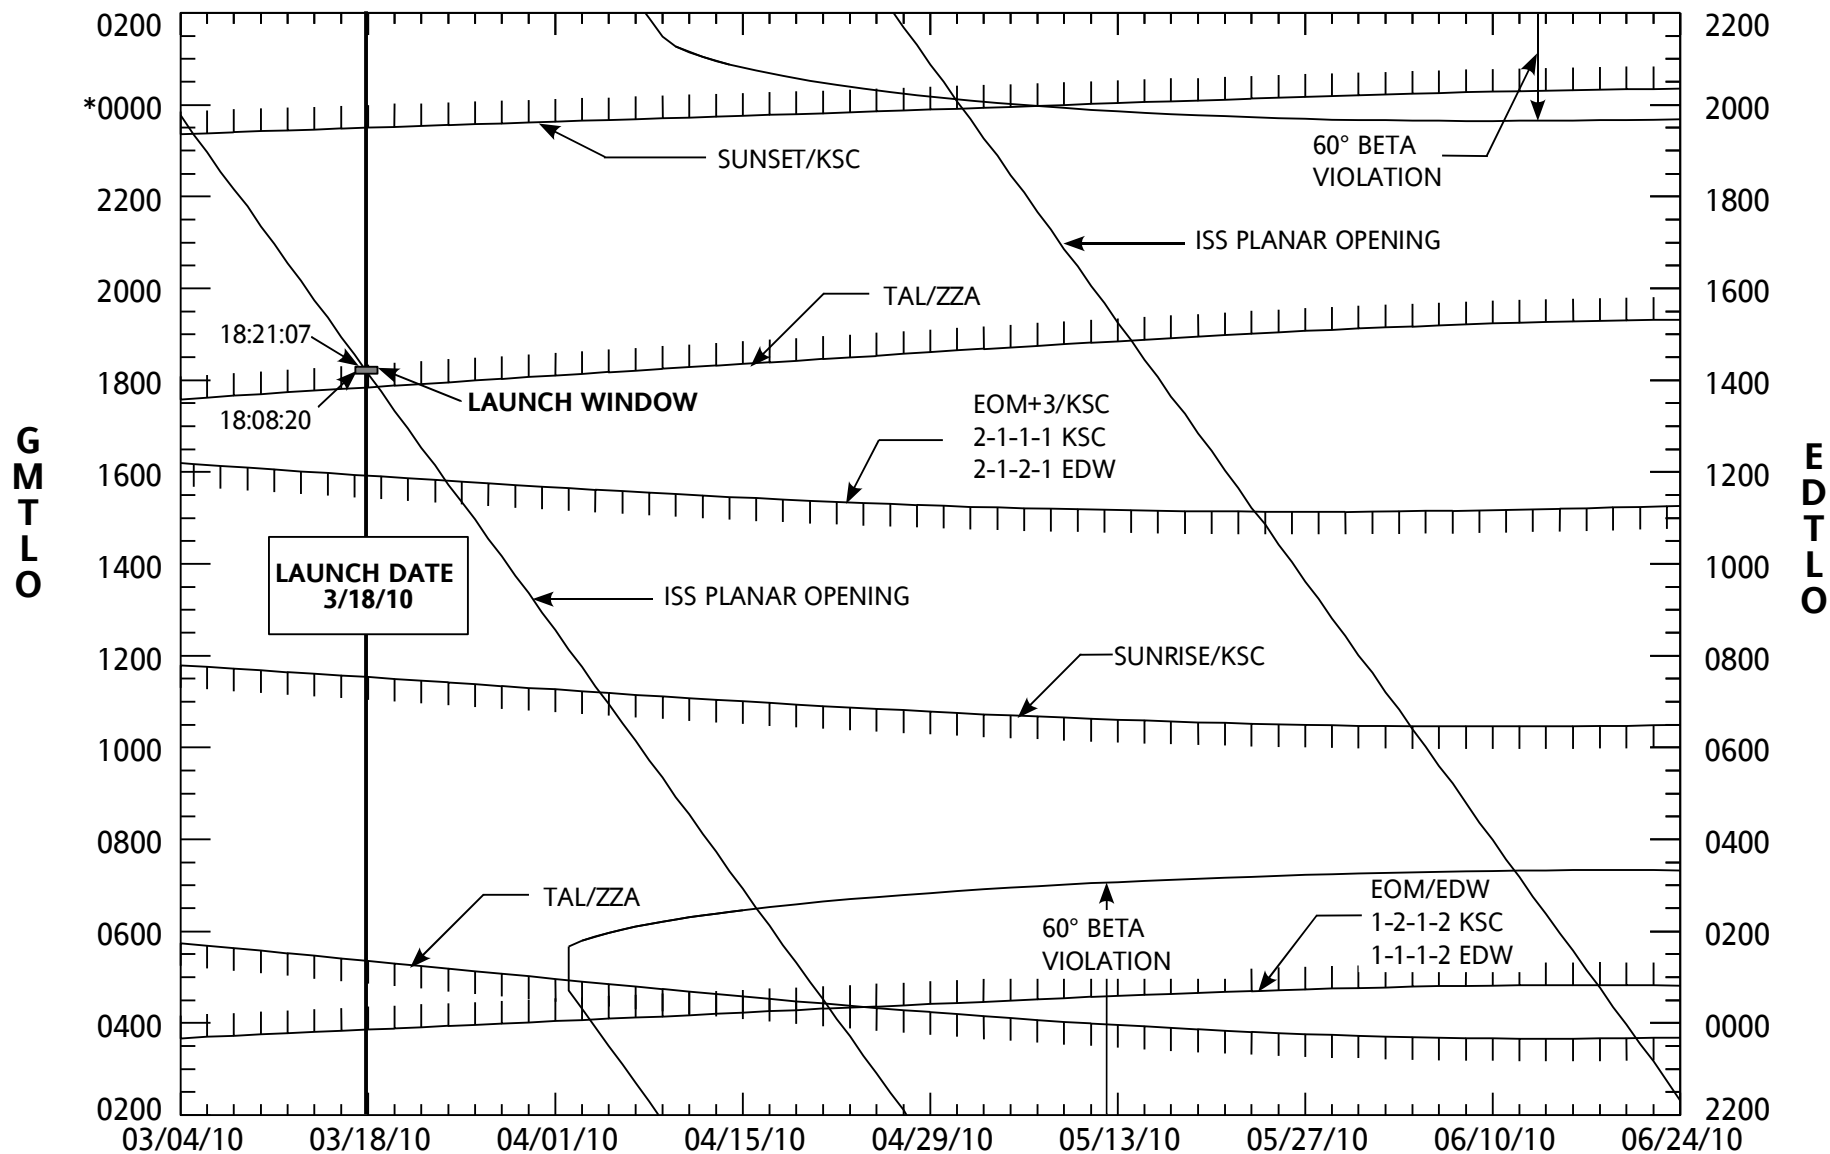 0200
2200
*0000
2000
SUNSET/KSC
60° BETA
VIOLATION
2200
1800
ISS PLANAR OPENING
2000
1600
TAL/ZZA
18:21:07
1800
1400
LAUNCH WINDOW
18:08:20
EOM+3/KSC
2-1-1-1 KSC
2-1-2-1 EDW
GMTLO
EDTLO
1600
1200
LAUNCH DATE
3/18/10
1400
1000
ISS PLANAR OPENING
1200
0800
SUNRISE/KSC
1000
0600
0800
0400
TAL/ZZA
EOM/EDW
1-2-1-2 KSC
1-1-1-2 EDW
60° BETA
VIOLATION
0600
0200
0400
0000
0200
2200
03/04/10 03/18/10 04/01/10 04/15/10 04/29/10 05/13/10 05/27/10 06/10/10 06/24/10